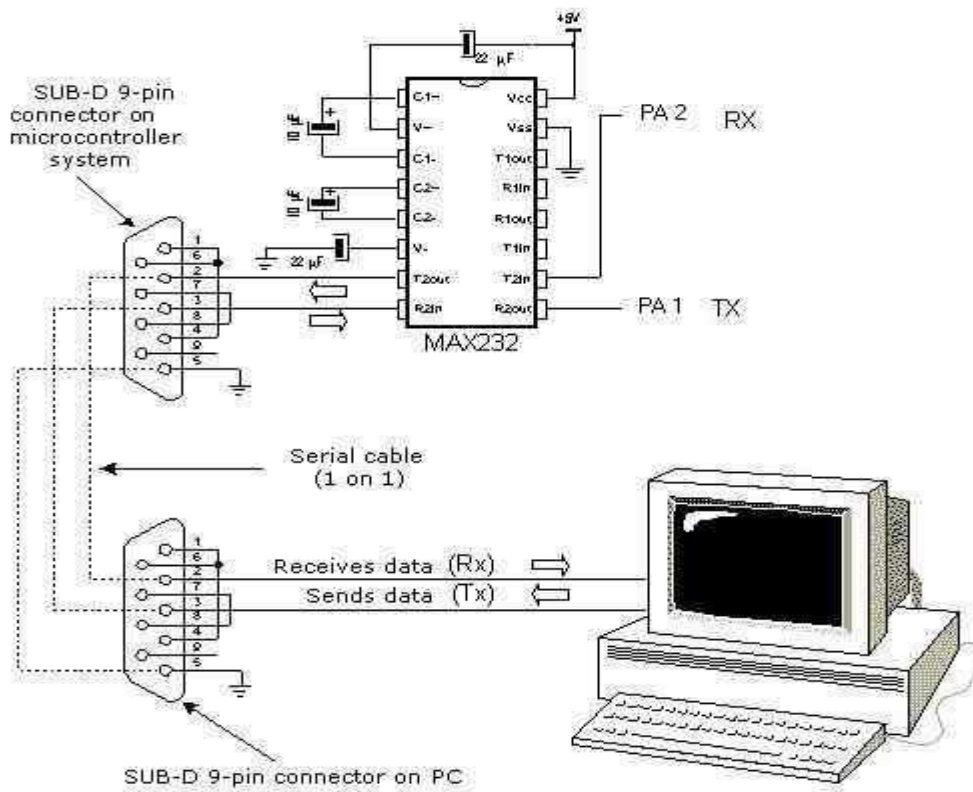 +9V
22 µF
SUB-D 9-pin
connector on
microcontroller
system
C1+
Vcc
PA 2 RX
+
10 µF
V+
Vss
C1-
T1out
C2+
R1in
+
10 µF
C2-
R1out
V-
T1in
22 µF
T2out
T2in
R2in
R2out
PA 1 TX
MAX232
1
6
2
7
3
8
4
9
5
Serial cable
(1 on 1)
1
6
2
7
3
8
4
9
5
Receives data (Rx)
Sends data (Tx)
SUB-D 9-pin connector on PC